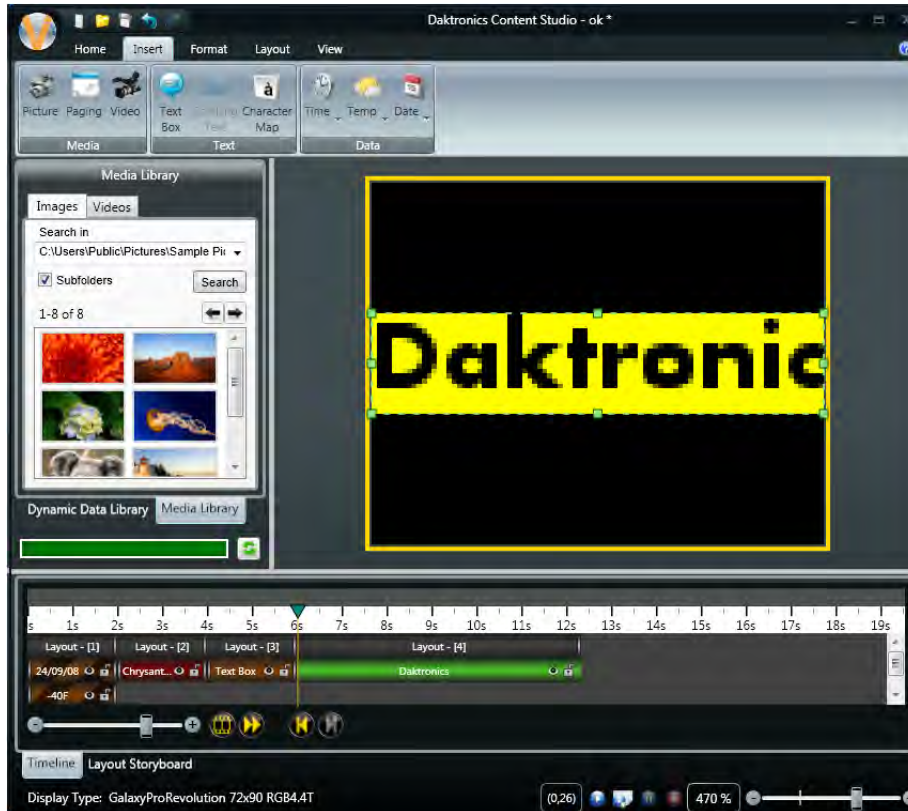 Daktronics Content Studio - ok *
Home Insert Format Layout View
Picture Paging Video Text Box Character Map Time Temp Date
Media Text Data
Media Library
Images Videos
Search in
C:\Users\Public\Pictures\Sample Pic
Subfolders Search
1-8 of 8
Daktronic
Dynamic Data Library Media Library
s 1s 2s 3s 4s 5s 6s 7s 8s 9s 10s 11s 12s 13s 14s 15s 16s 17s 18s 19s
Layout - [1] Layout - [2] Layout - [3] Layout - [4]
24/09/08 Chrysant... Text Box Daktronics
-40F
Timeline Layout Storyboard
Display Type: GalaxyProRevolution 72x90 RGB4.4T (0,26) 470 %